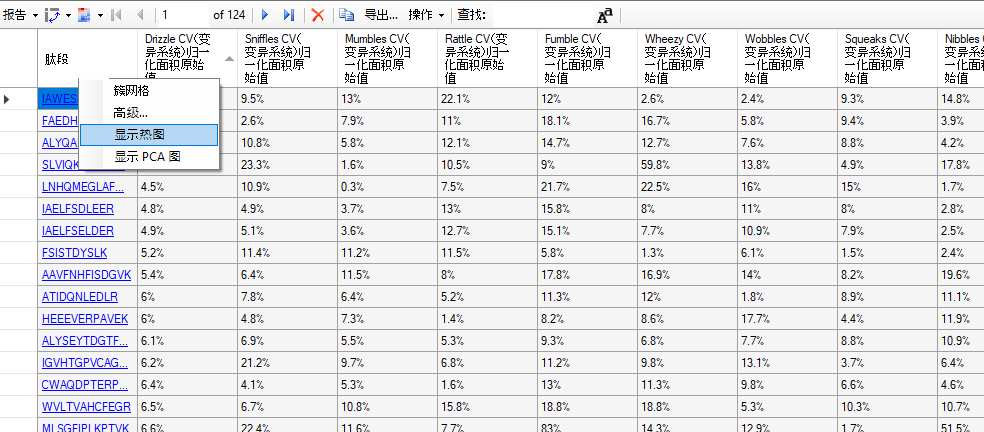 报告 1 of 124 导出... 操作 查找: Aa
肽段 Drizzle CV(变异系统)归一化面积原始值 Sniffles CV(变异系统)归一化面积原始值 Mumbles CV(变异系统)归一化面积原始值 Rattle CV(变异系统)归一化面积原始值 Fumble CV(变异系统)归一化面积原始值 Wheezy CV(变异系统)归一化面积原始值 Wobbles CV(变异系统)归一化面积原始值 Squeaks CV(变异系统)归一化面积原始值 Nibbles
IAWES 9.5% 13% 22.1% 12% 2.6% 2.4% 9.3% 14.8%
FAEDH 2.6% 7.9% 11% 18.1% 16.7% 5.8% 9.4% 3.9%
ALYQA 10.8% 5.8% 12.1% 14.7% 12.7% 7.6% 8.8% 4.2%
SLVIQK 23.3% 1.6% 10.5% 9% 59.8% 13.8% 4.9% 17.8%
簇网格
高级...
显示热图
显示 PCA 图
LNHQMEGLAF... 4.5% 10.9% 0.3% 7.5% 21.7% 22.5% 16% 15% 1.7%
IAELFSDLEER 4.8% 4.9% 3.7% 13% 15.8% 8% 11% 8% 2.8%
IAELFSELDER 4.9% 5.1% 3.6% 12.7% 15.1% 7.7% 10.9% 7.9% 2.5%
FSISTDYSLK 5.2% 11.4% 11.2% 11.5% 5.8% 1.3% 6.1% 1.5% 2.4%
AAVFNHFISDGVK 5.4% 6.4% 11.5% 8% 17.8% 16.9% 14% 8.2% 19.6%
ATIDQNLEDLR 6% 7.8% 6.4% 5.2% 11.3% 12% 1.8% 8.9% 11.1%
HEEEVERPAVEK 6% 4.8% 7.3% 1.4% 8.2% 8.6% 17.7% 4.4% 11.9%
ALYSEYTDGTF... 6.1% 6.9% 5.5% 5.3% 9.3% 6.8% 7.7% 8.8% 10.9%
IGVHTGPVCAG... 6.2% 21.2% 9.7% 6.8% 11.2% 9.8% 13.1% 3.7% 6.4%
CWAQDPTERP... 6.4% 4.1% 5.3% 1.6% 13% 11.3% 9.8% 6.6% 4.6%
WVLTVAHCFEGR 6.5% 6.7% 10.8% 15.8% 18.8% 18.8% 5.3% 10.3% 10.7%
MLSGFIPLKPTVK 6.6% 22.4% 11.6% 7.7% 83% 14.3% 12.9% 1.7% 51.5%